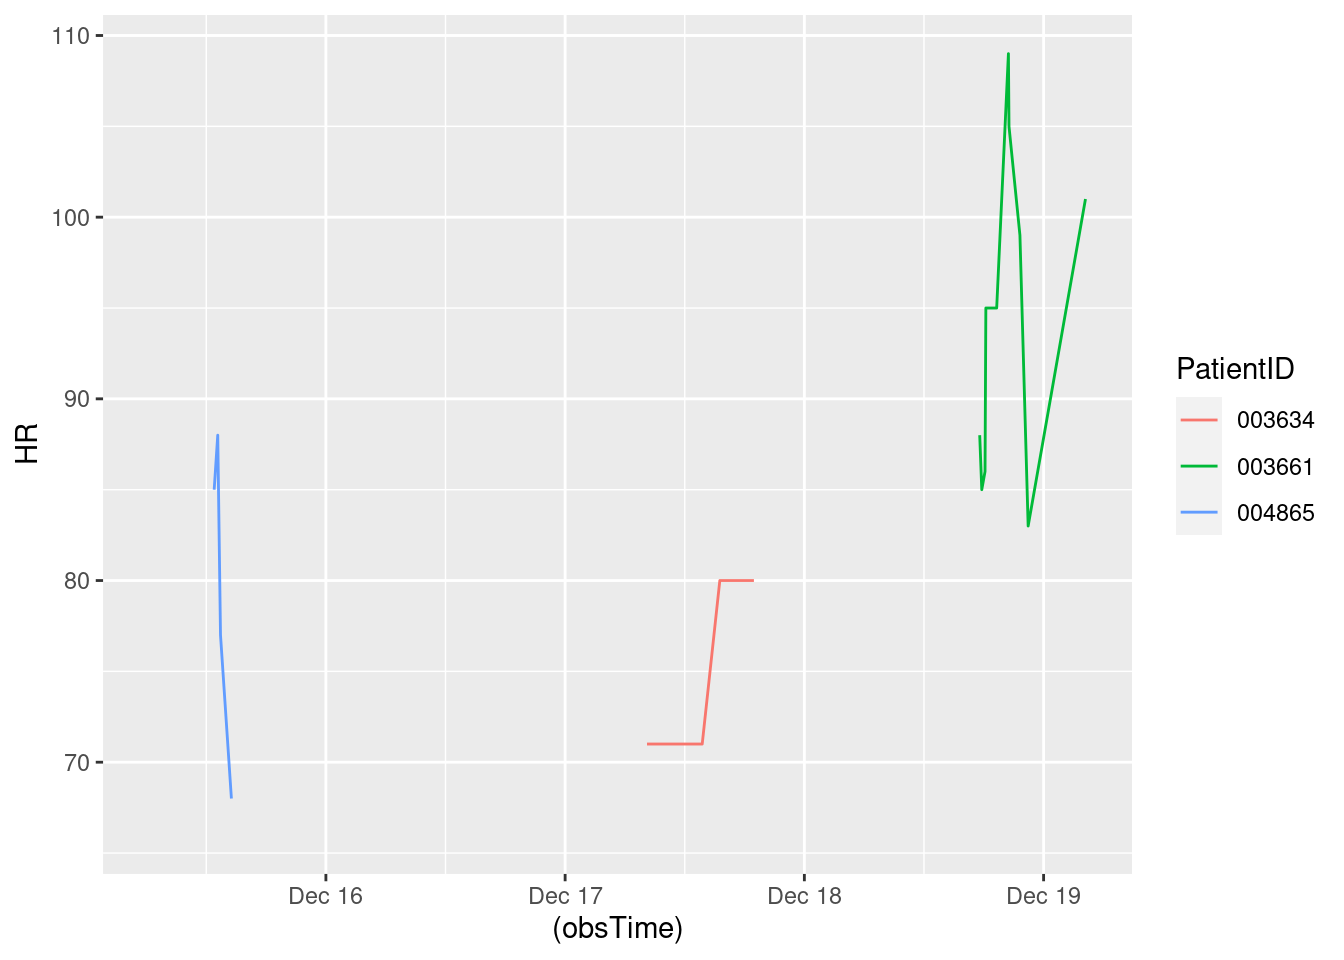 110
100
90
80
70
HR
Dec 16
Dec 17
Dec 18
Dec 19
(obsTime)
PatientID
003634
003661
004865